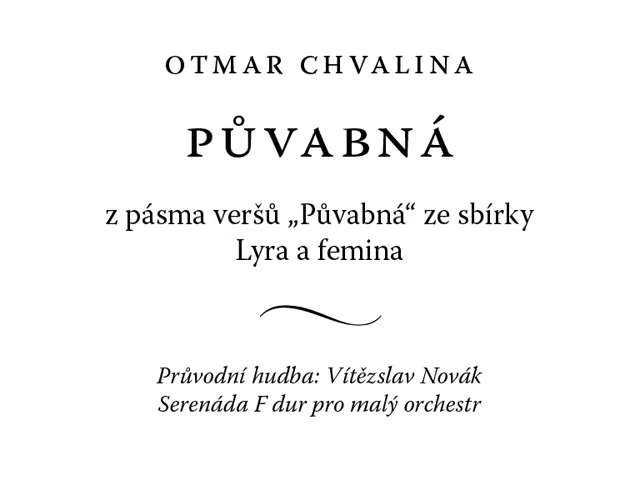 OTMAR CHVALINA
PŮVABNÁ
z pásma veršů „Půvabná“ ze sbírky
Lyra a femina
Průvodní hudba: Vítězslav Novák
Serenáda F dur pro malý orchestr